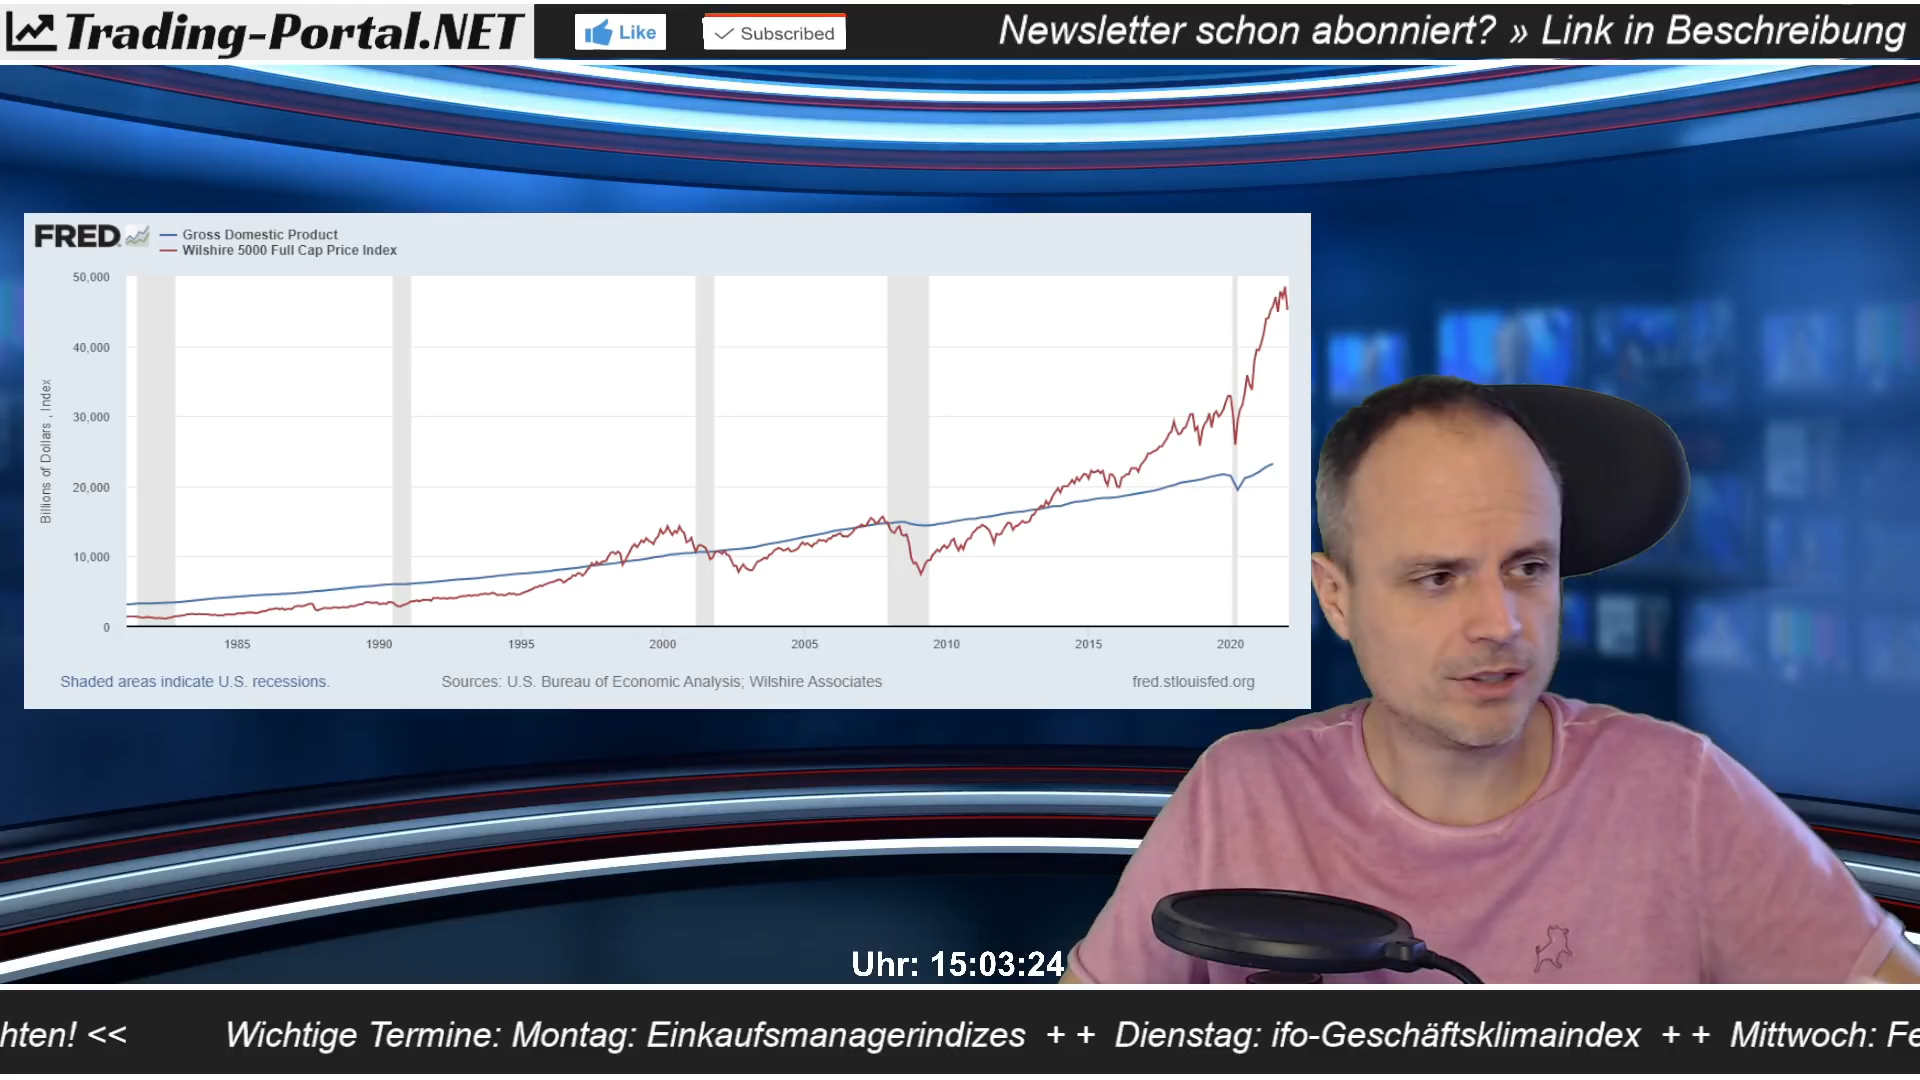 Trading-Portal.NET
Like
Subscribed
Newsletter schon abonniert? » Link in Beschreibung
FRED
Gross Domestic Product
Wilshire 5000 Full Cap Price Index
50,000
40,000
30,000
20,000
10,000
0
Billions of Dollars , Index
1985 1990 1995 2000 2005 2010 2015 2020
Shaded areas indicate U.S. recessions. Sources: U.S. Bureau of Economic Analysis; Wilshire Associates fred.stlouisfed.org
Uhr: 15:03:24
hten! << Wichtige Termine: Montag: Einkaufsmanagerindizes + + Dienstag: ifo-Geschäftsklimaindex + + Mittwoch: Fe